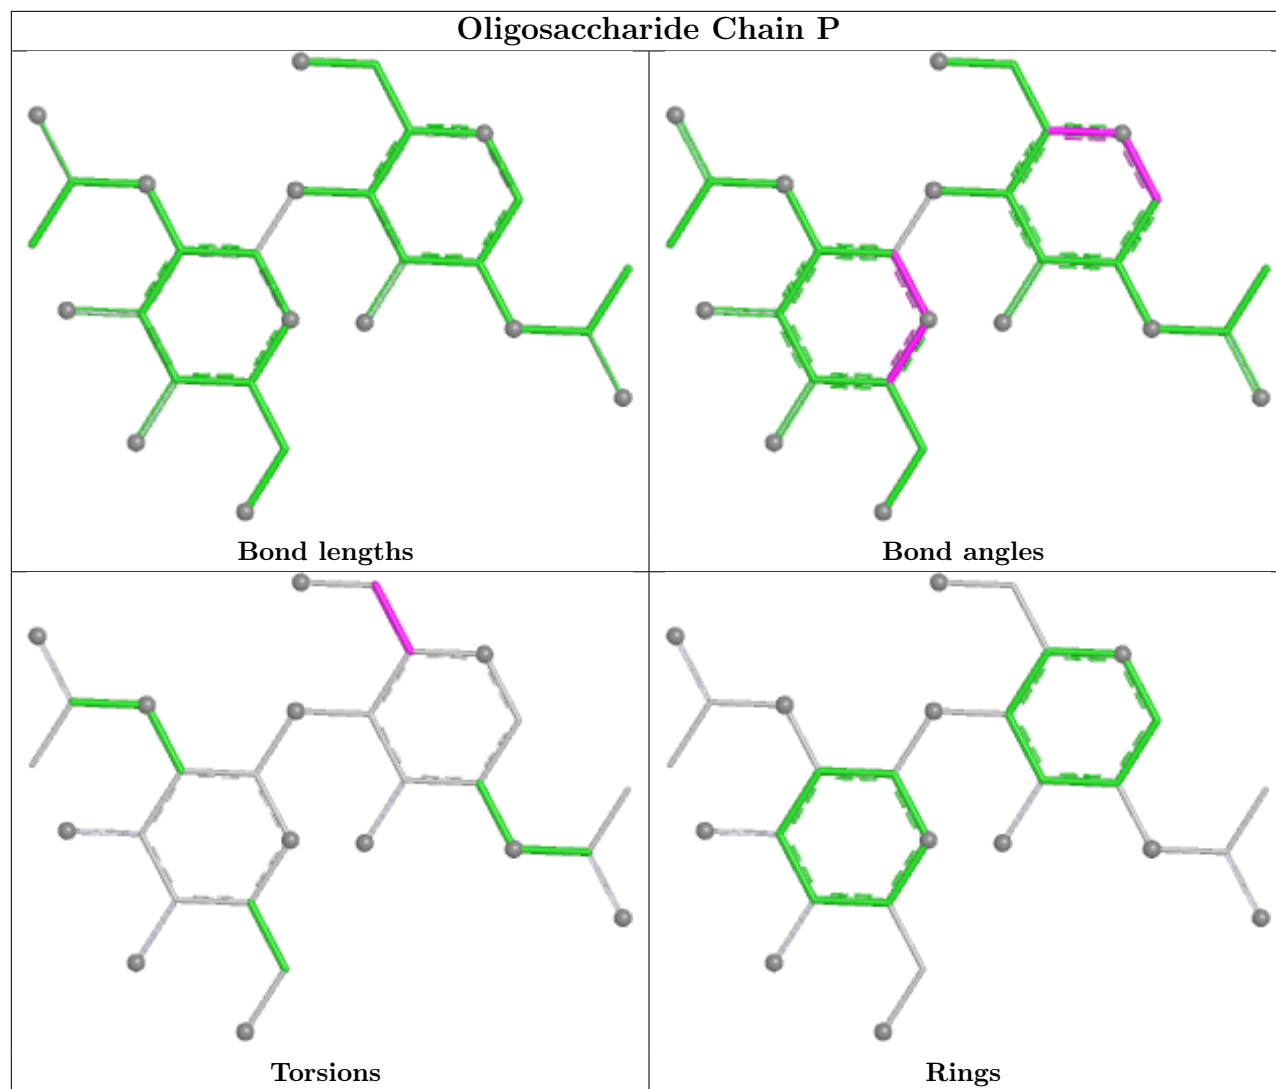 Oligosaccharide Chain P
Bond lengths
Bond angles
Torsions
Rings